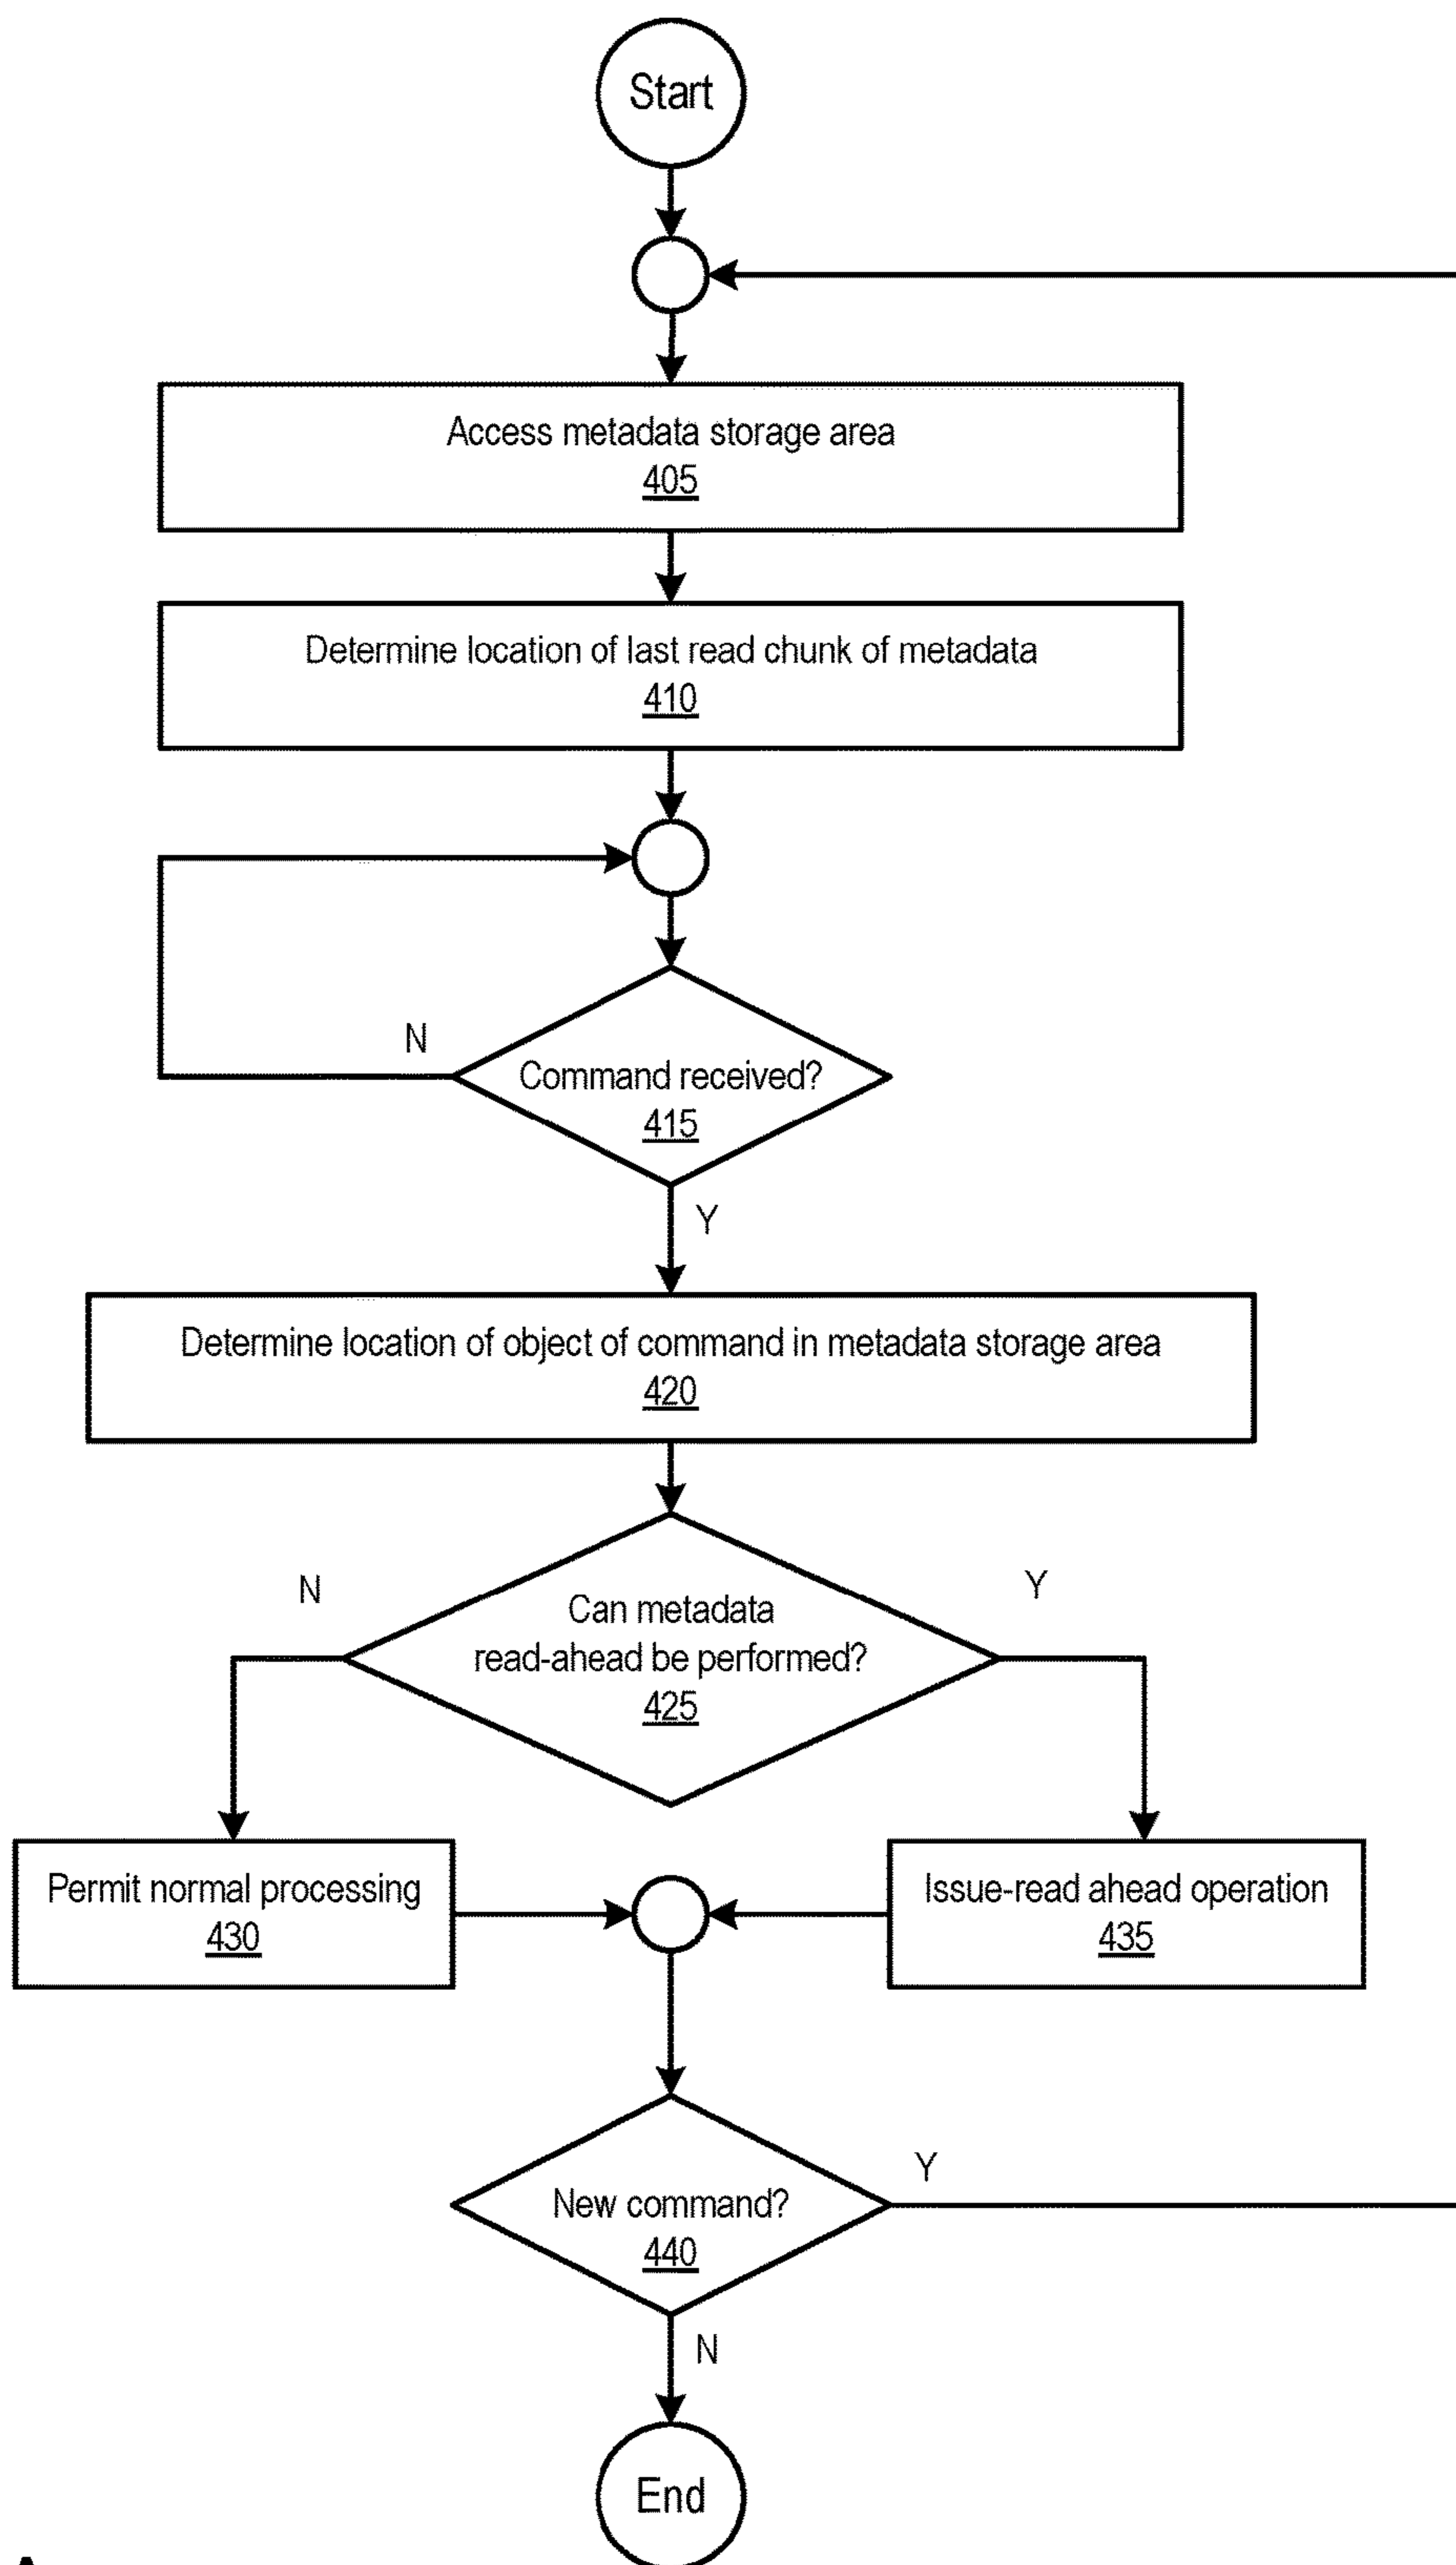 Start
Access metadata storage area
405
Determine location of last read chunk of metadata
410
N
Command received?
415
Y
Determine location of object of command in metadata storage area
420
N
Y
Can metadata
read-ahead be performed?
425
Permit normal processing
430
Issue-read ahead operation
435
Y
New command?
440
N
End